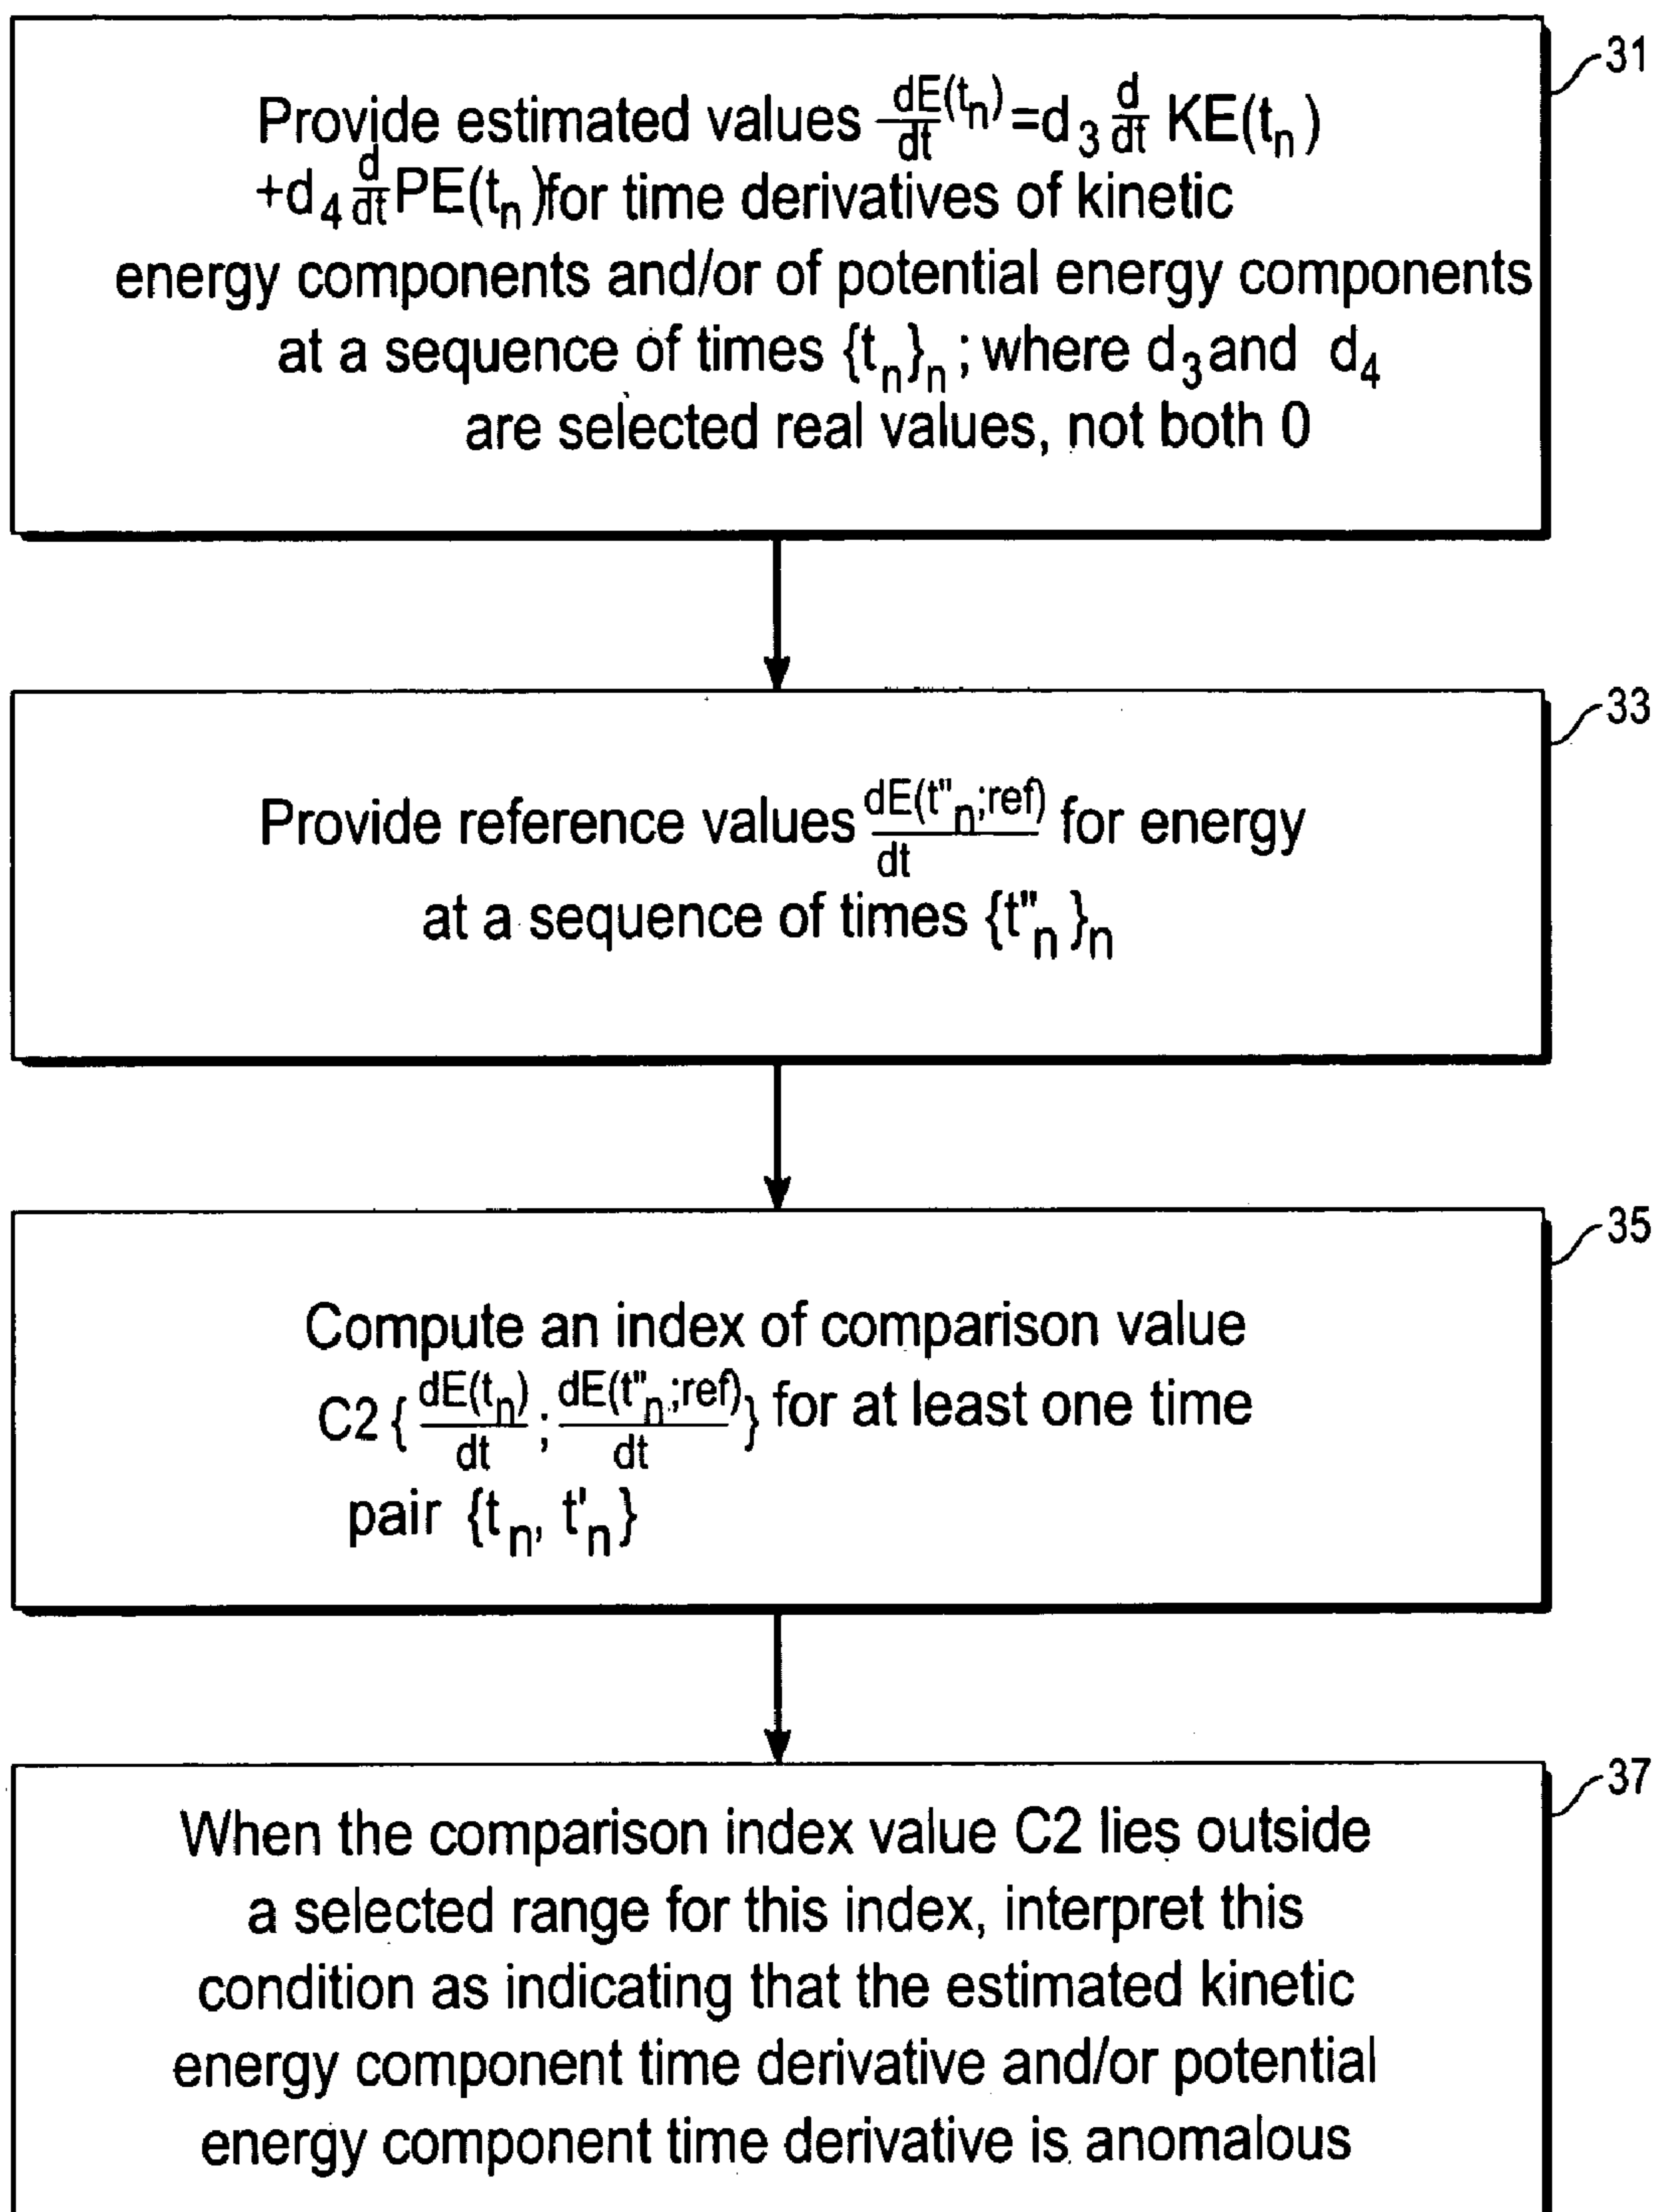 31
Provide estimated values dE(tn)/dt =d3 d/dt KE(tn)
+d4 d/dt PE(tn) for time derivatives of kinetic
energy components and/or of potential energy components
at a sequence of times {tn}n ; where d3 and d4
are selected real values, not both 0
33
Provide reference values dE(t"n;ref)/dt for energy
at a sequence of times {t"n}n
35
Compute an index of comparison value
C2{ dE(tn)/dt ; dE(t"n;ref)/dt } for at least one time
pair {tn, t'n}
37
When the comparison index value C2 lies outside
a selected range for this index, interpret this
condition as indicating that the estimated kinetic
energy component time derivative and/or potential
energy component time derivative is anomalous